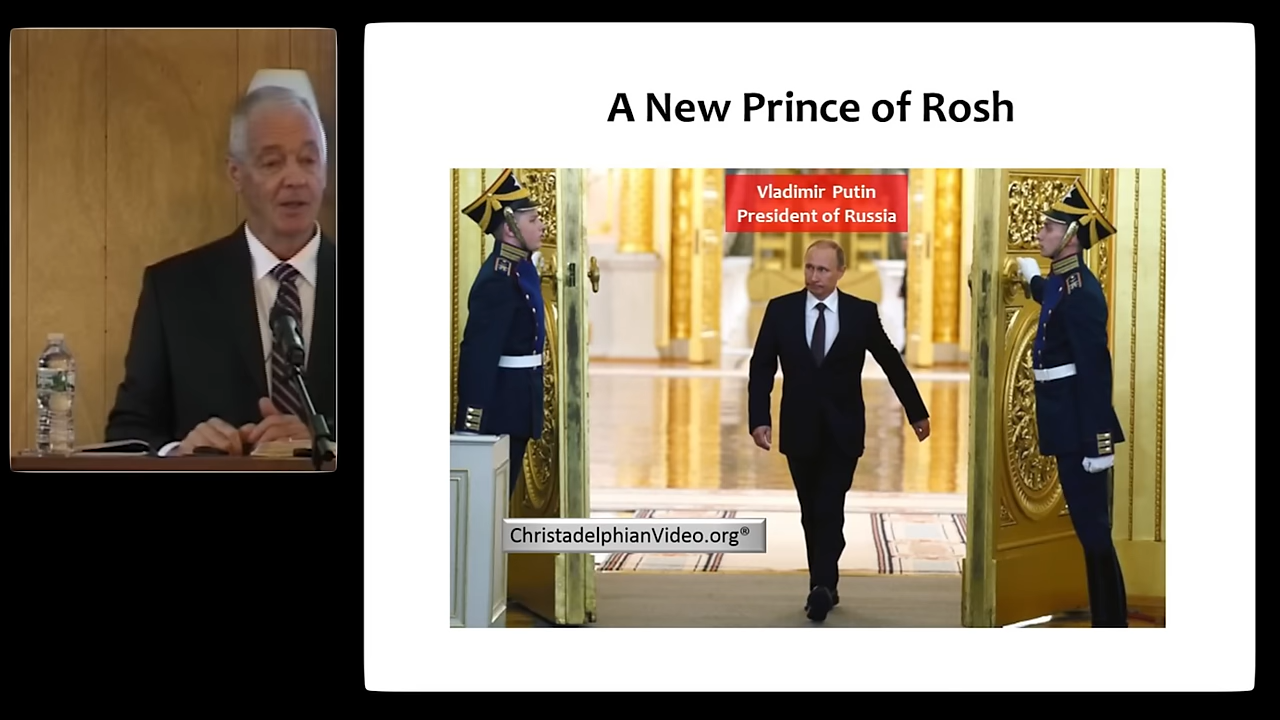 A New Prince of Rosh
Vladimir Putin
President of Russia
ChristadelphianVideo.org®